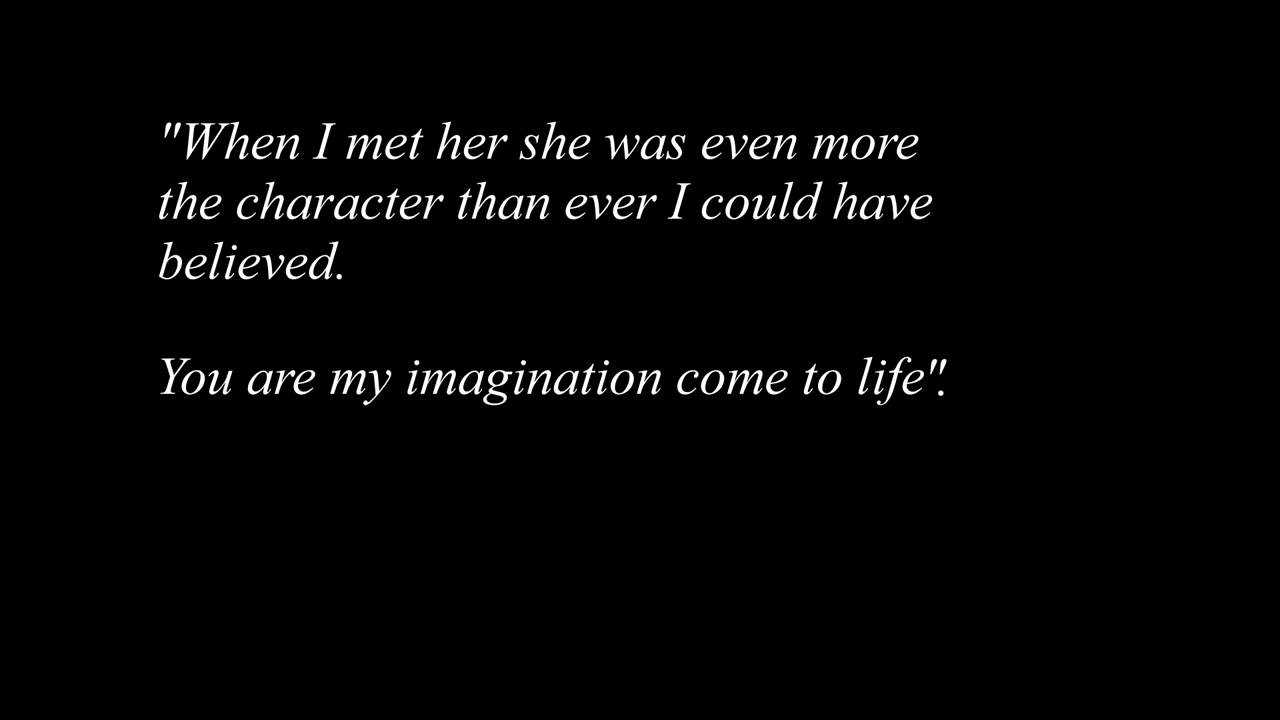 "When I met her she was even more
the character than ever I could have
believed.
You are my imagination come to life".